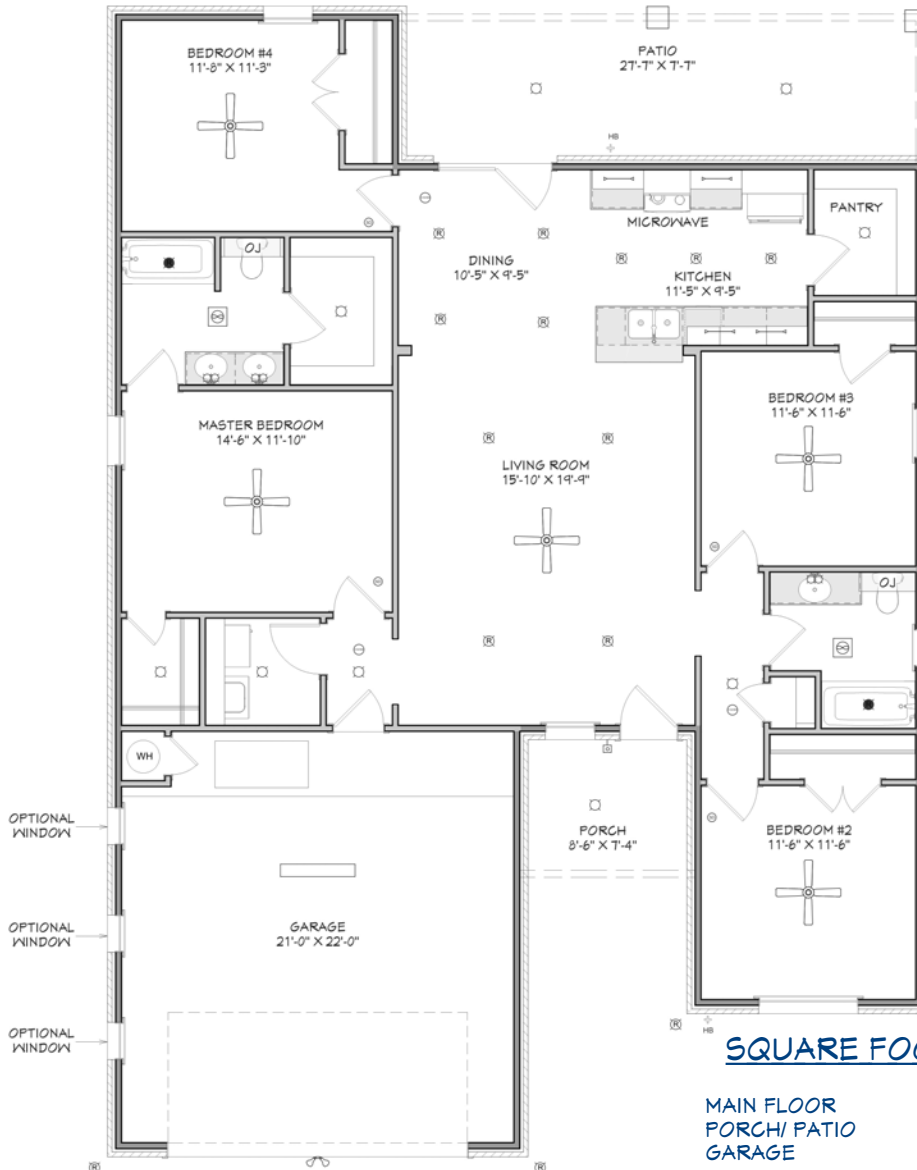 BEDROOM #4
11'-8" X 11'-3"
PATIO
27'-7" X 7'-7"
HB
MICROWAVE
PANTRY
OJ
DINING
10'-5" X 9'-5"
KITCHEN
11'-5" X 9'-5"
MASTER BEDROOM
14'-6" X 11'-10"
BEDROOM #3
11'-6" X 11'-6"
LIVING ROOM
15'-10" X 19'-9"
OJ
WH
OPTIONAL
WINDOW
PORCH
8'-6" X 7'-4"
BEDROOM #2
11'-6" X 11'-6"
OPTIONAL
WINDOW
GARAGE
21'-0" X 22'-0"
OPTIONAL
WINDOW
R
HB
SQUARE FOO
MAIN FLOOR
PORCH/ PATIO
GARAGE